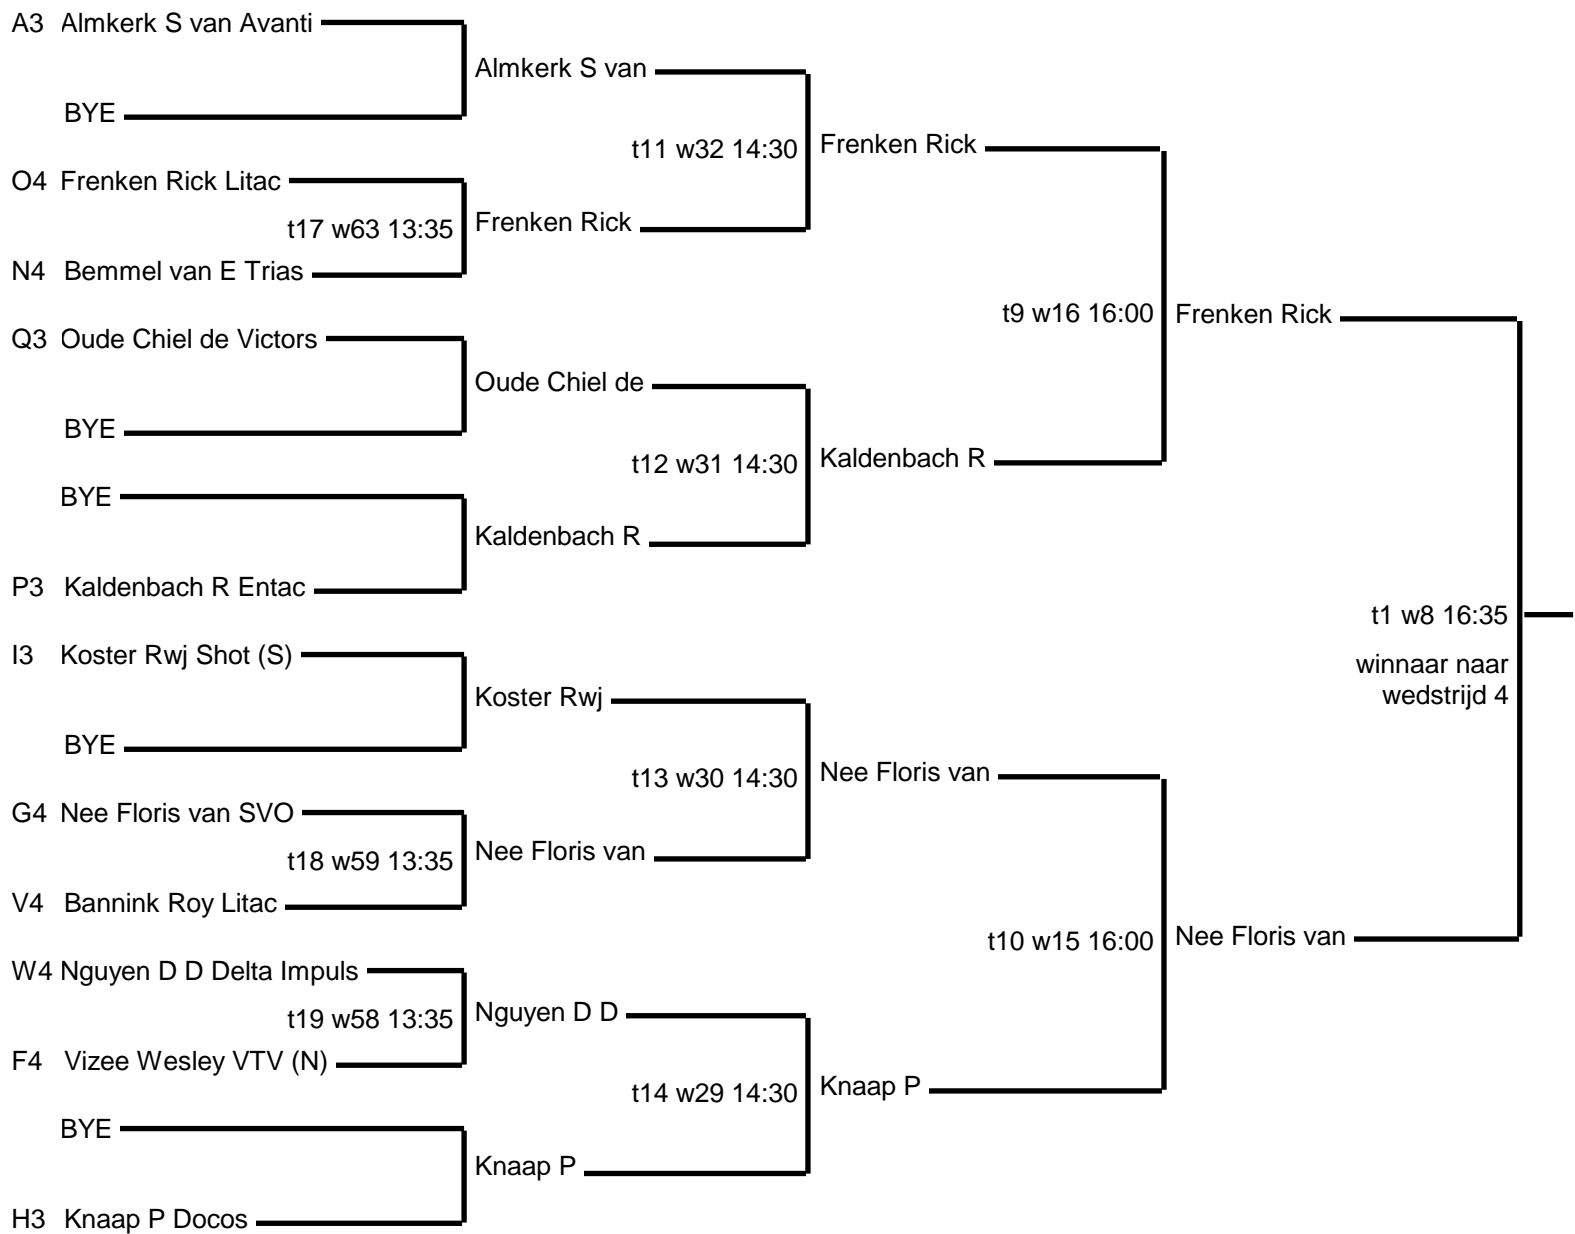 A3 Almkerk S van Avanti
Almkerk S van
BYE
t11 w32 14:30
Frenken Rick
O4 Frenken Rick Litac
t17 w63 13:35
Frenken Rick
N4 Bemmel van E Trias
t9 w16 16:00
Frenken Rick
Q3 Oude Chiel de Victors
Oude Chiel de
BYE
t12 w31 14:30
Kaldenbach R
BYE
Kaldenbach R
P3 Kaldenbach R Entac
t1 w8 16:35
winnaar naar
wedstrijd 4
I3 Koster Rwj Shot (S)
Koster Rwj
BYE
t13 w30 14:30
Nee Floris van
G4 Nee Floris van SVO
t18 w59 13:35
Nee Floris van
V4 Bannink Roy Litac
t10 w15 16:00
Nee Floris van
W4 Nguyen D D Delta Impuls
t19 w58 13:35
Nguyen D D
F4 Vizee Wesley VTV (N)
t14 w29 14:30
Knaap P
BYE
Knaap P
H3 Knaap P Docos